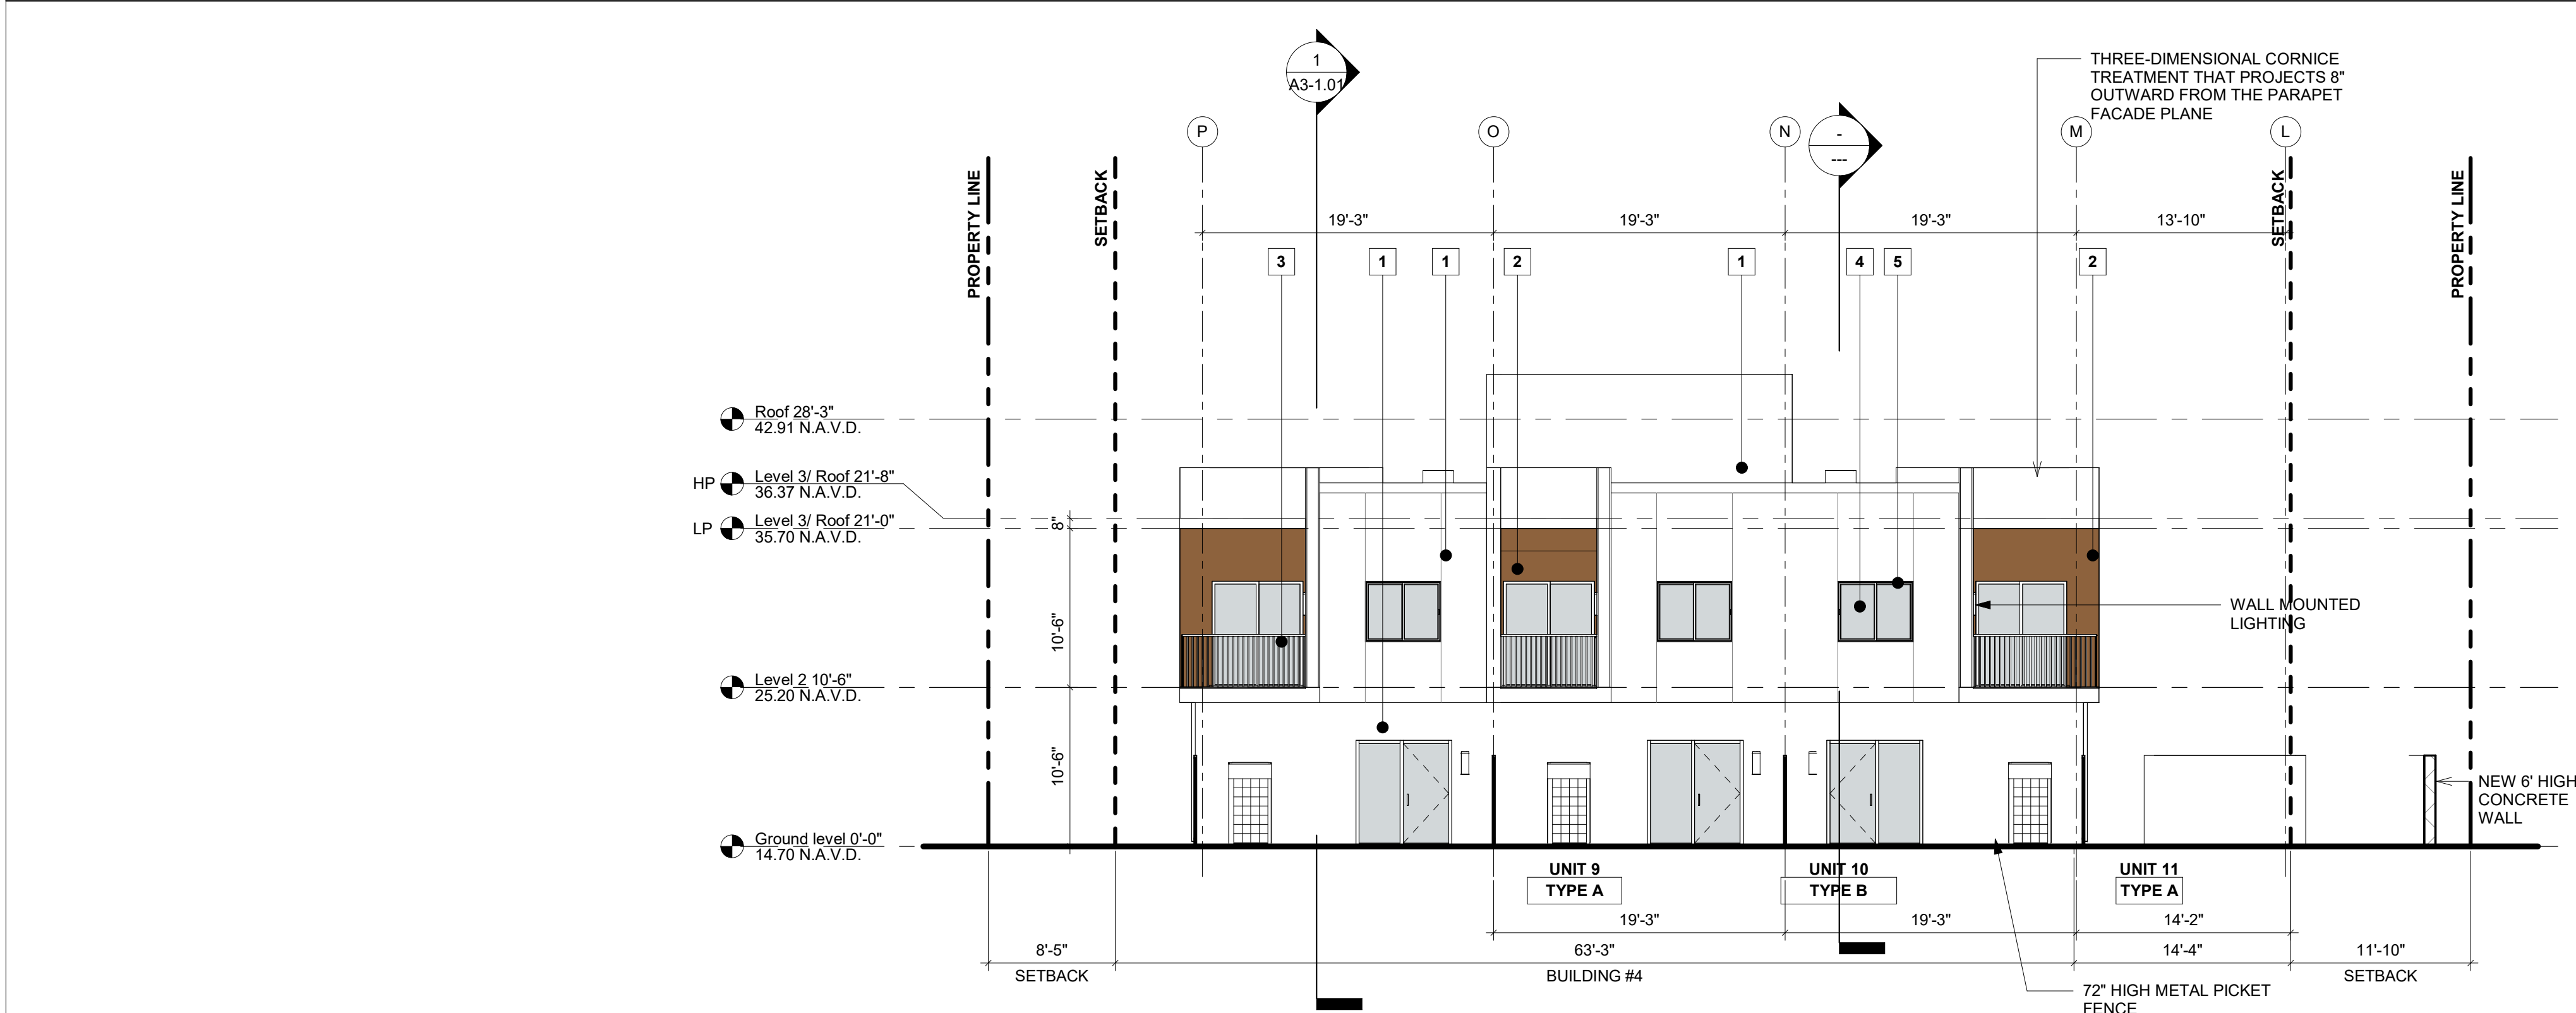 1
A3-1.01
THREE-DIMENSIONAL CORNICE
TREATMENT THAT PROJECTS 8"
OUTWARD FROM THE PARAPET
FACADE PLANE
P
O
N
-
---
M
L
PROPERTY LINE
SETBACK
SETBACK
PROPERTY LINE
19'-3"
19'-3"
19'-3"
13'-10"
3
1
1
2
1
4
5
2
Roof 28'-3"
42.91 N.A.V.D.
HP
Level 3/ Roof 21'-8"
36.37 N.A.V.D.
LP
Level 3/ Roof 21'-0"
35.70 N.A.V.D.
8"
10'-6"
WALL MOUNTED
LIGHTING
Level 2 10'-6"
25.20 N.A.V.D.
10'-6"
NEW 6' HIGH
CONCRETE
WALL
Ground level 0'-0"
14.70 N.A.V.D.
UNIT 9
TYPE A
UNIT 10
TYPE B
UNIT 11
TYPE A
19'-3"
19'-3"
14'-2"
8'-5"
63'-3"
14'-4"
11'-10"
SETBACK
BUILDING #4
SETBACK
72" HIGH METAL PICKET
FENCE